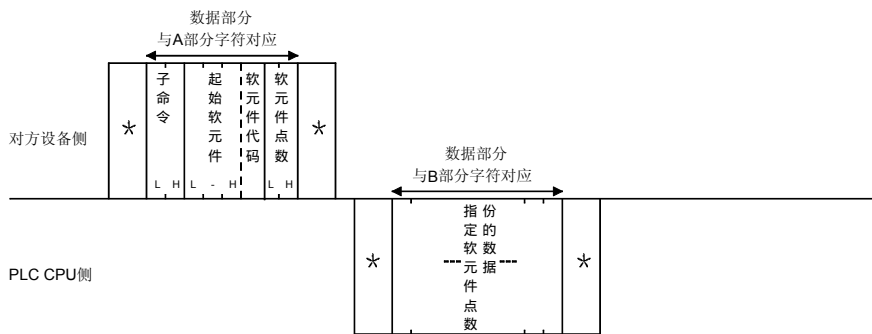 数据部分
与A部分字符对应
对方设备侧
*
子命令
L H
起始软元件
L - H
软元件代码
软元件点数
L H
*
数据部分
与B部分字符对应
PLC CPU侧
*
指定软元件点数
份的数据
*